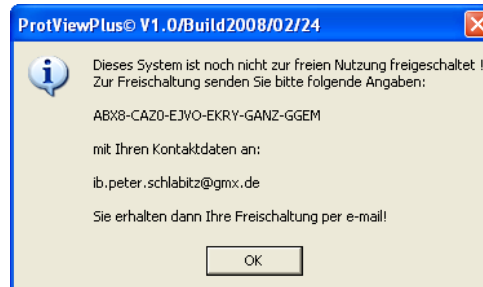 ProtViewPlus© V1.0/Build2008/02/24
Dieses System ist noch nicht zur freien Nutzung freigeschaltet !
Zur Freischaltung senden Sie bitte folgende Angaben:
ABX8-CAZ0-EJVO-EKRY-GANZ-GGEM
mit Ihren Kontaktdaten an:
ib.peter.schlabitz@gmx.de
Sie erhalten dann Ihre Freischaltung per e-mail!
OK